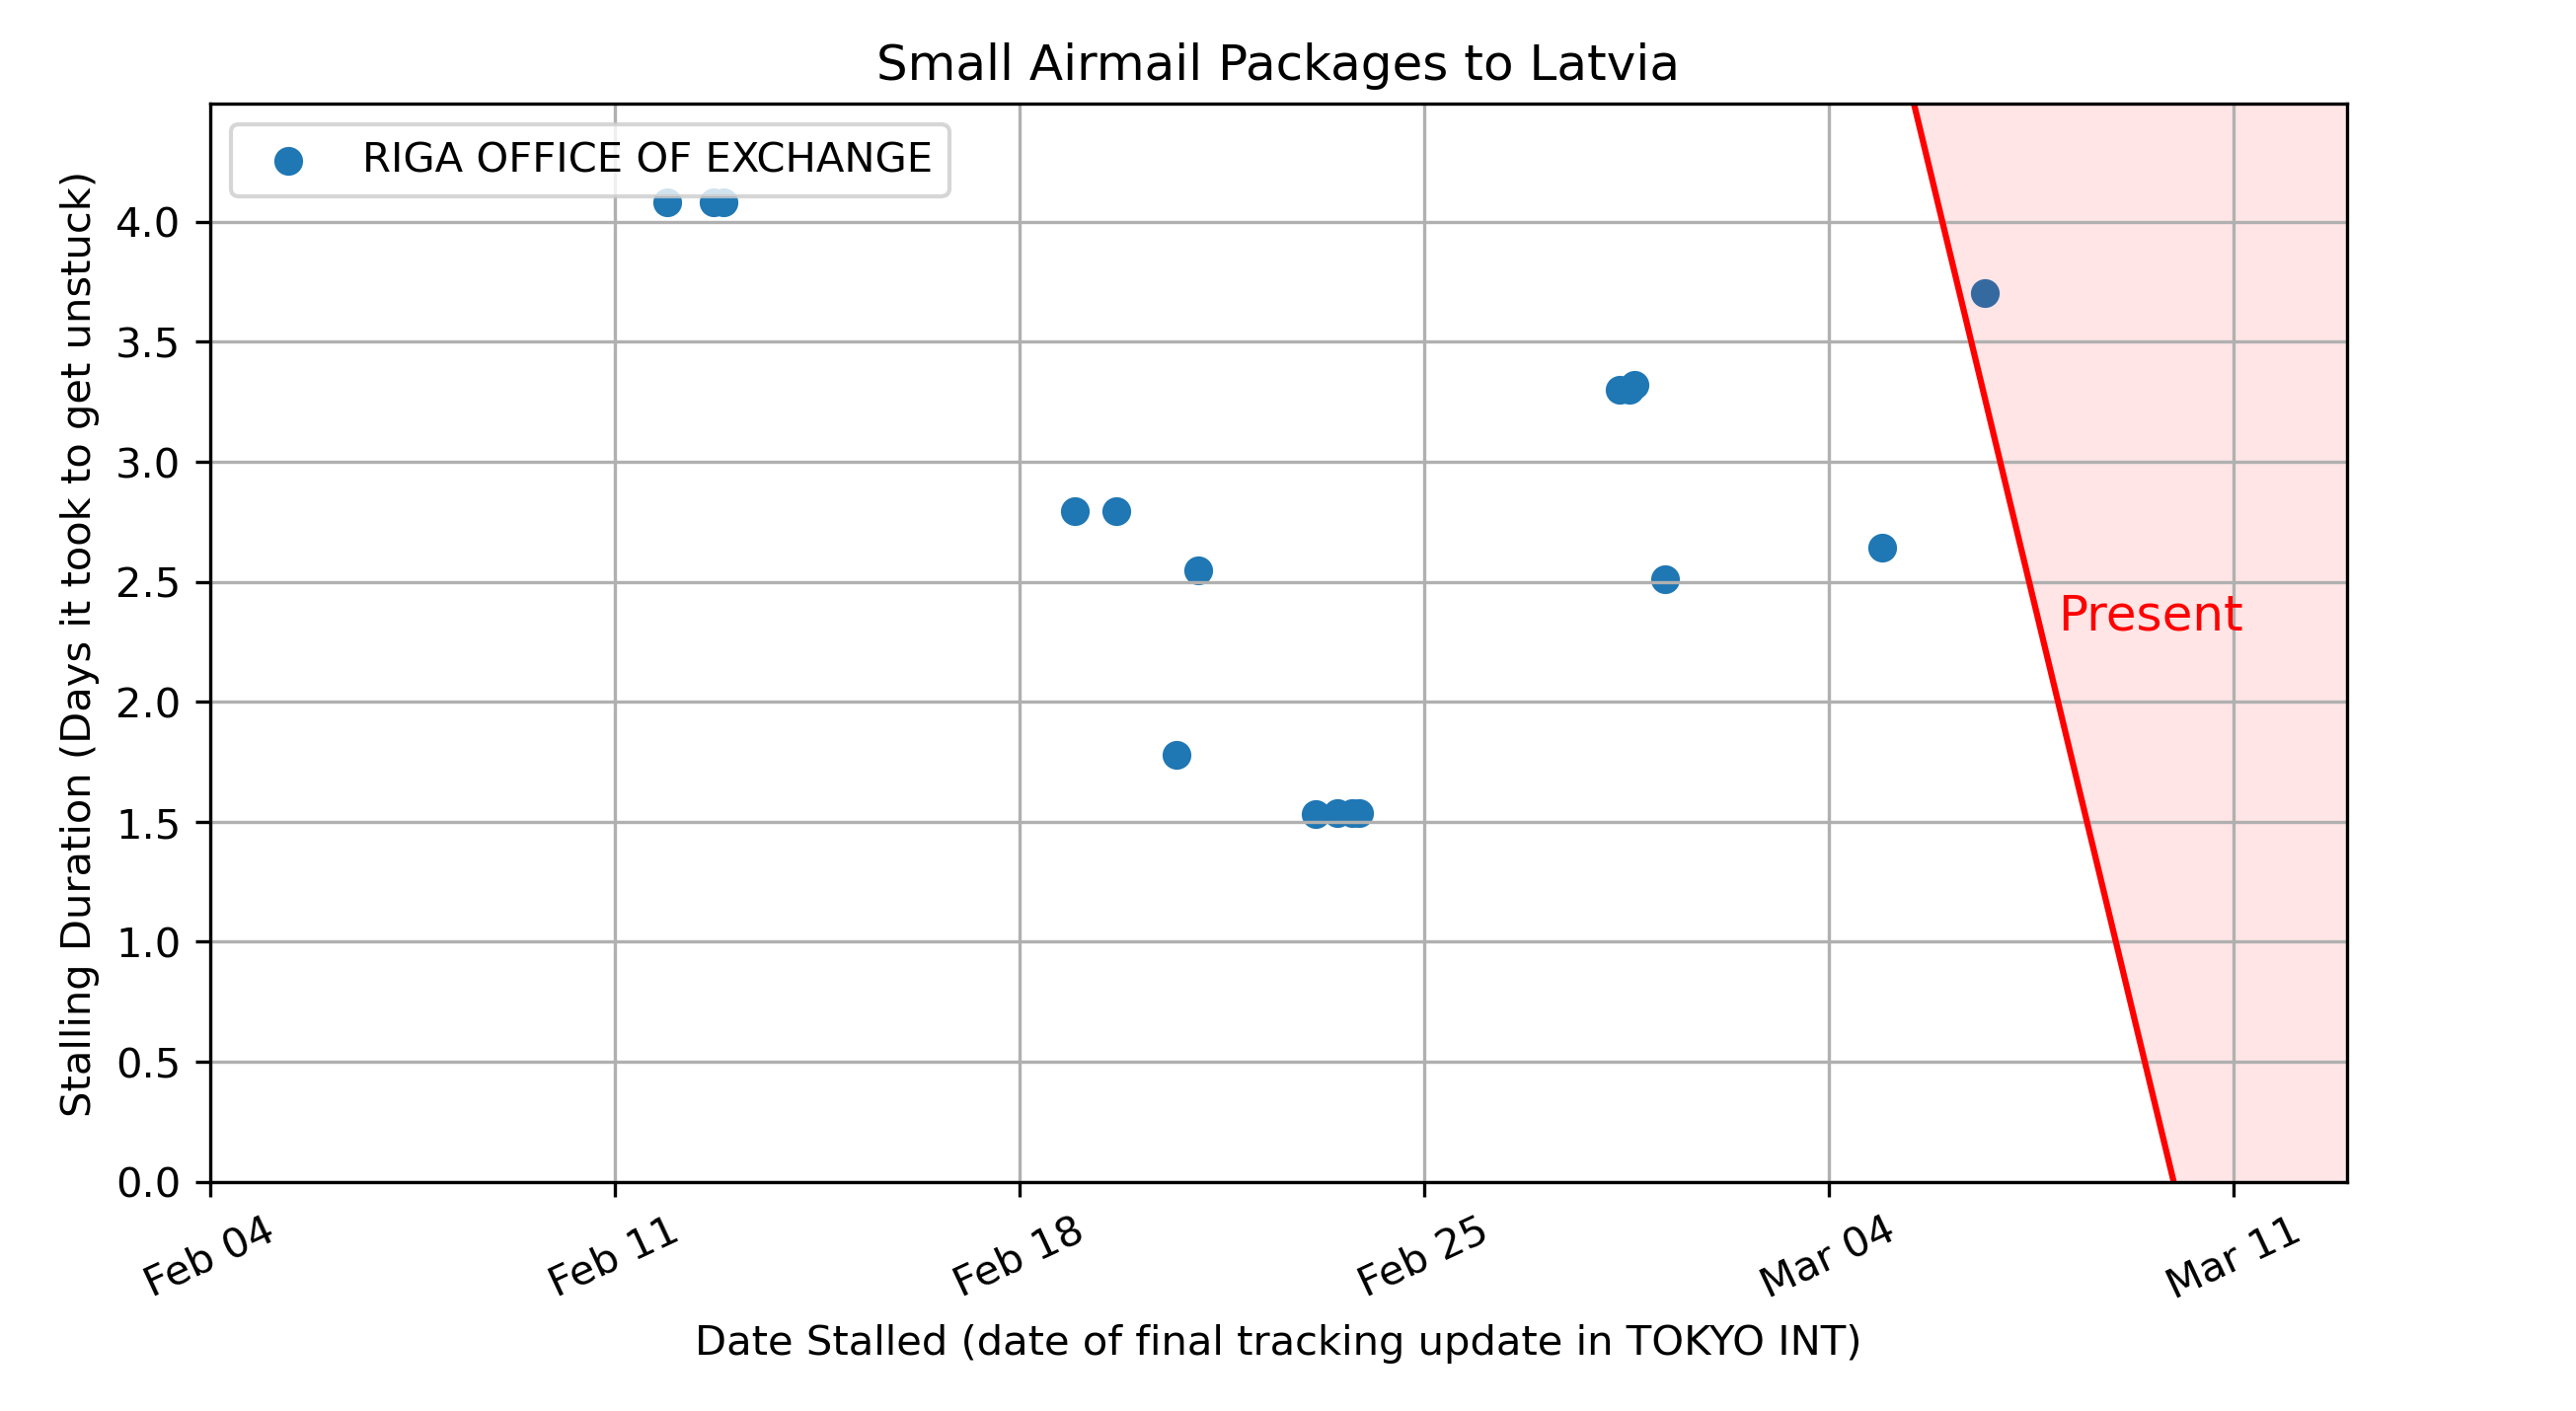 Small Airmail Packages to Latvia
RIGA OFFICE OF EXCHANGE
Stalling Duration (Days it took to get unstuck)
4.0
3.5
3.0
2.5
2.0
1.5
1.0
0.5
0.0
Present
Feb 04
Feb 11
Feb 18
Feb 25
Mar 04
Mar 11
Date Stalled (date of final tracking update in TOKYO INT)